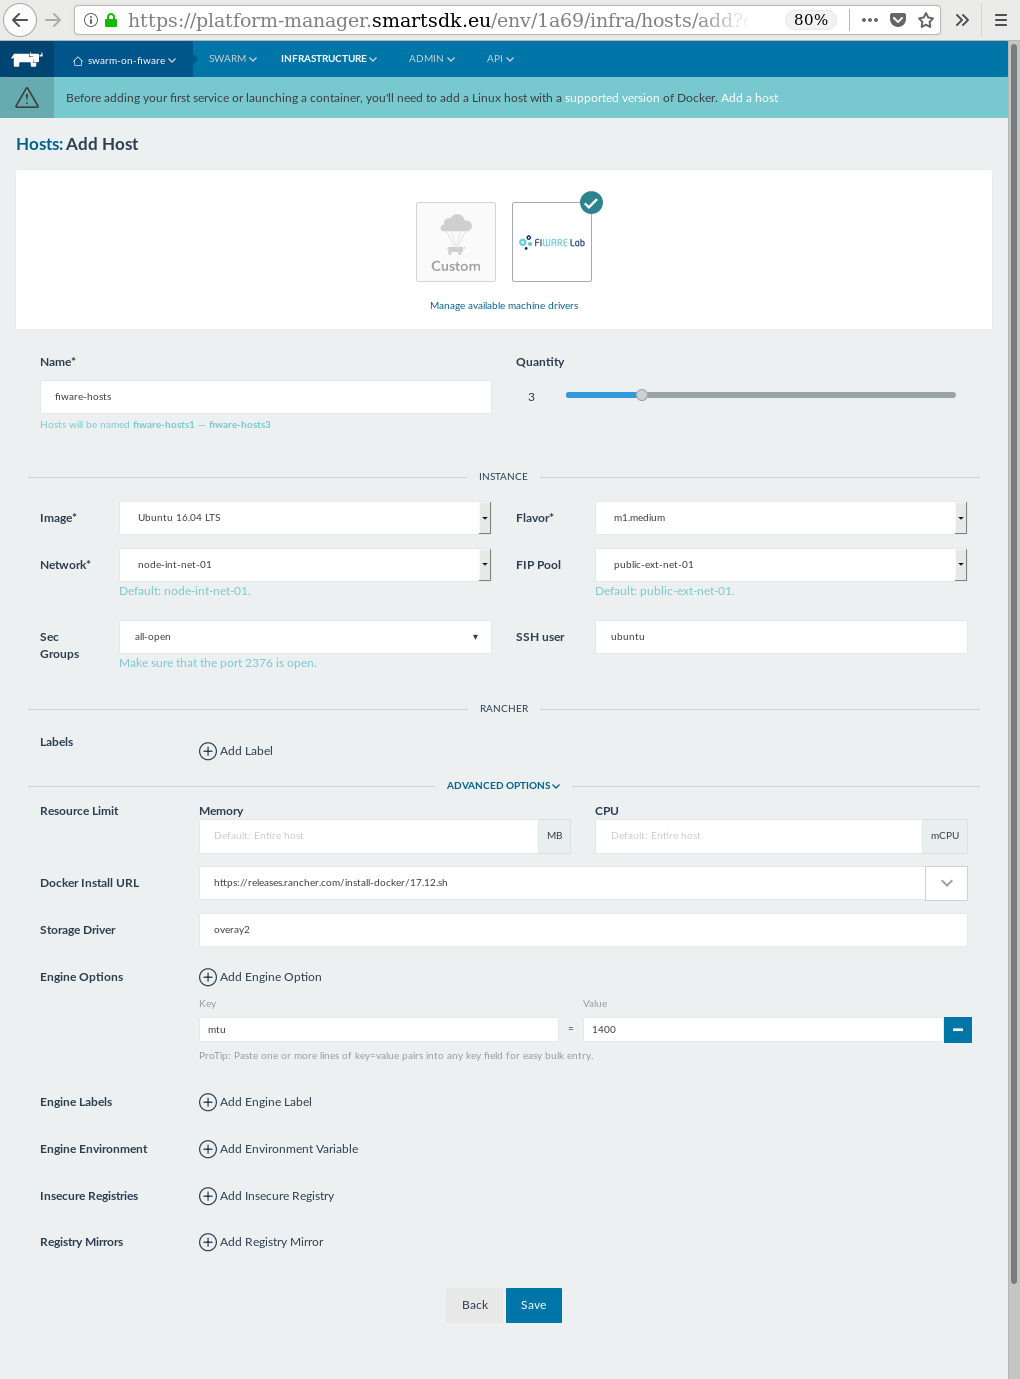 https://platform-manager.smartsdk.eu/env/1a69/infra/hosts/add? 80%
swarm-on-fiware SWARM INFRASTRUCTURE ADMIN API
Before adding your first service or launching a container, you'll need to add a Linux host with a supported version of Docker. Add a host
Hosts: Add Host
Custom FIWARE Lab
Manage available machine drivers
Name* Quantity
fiware-hosts 3
Hosts will be named fiware-hosts1 — fiware-hosts3
INSTANCE
Image* Ubuntu 16.04 LTS Flavor* m1.medium
Network* node-int-net-01 FIP Pool public-ext-net-01
Default: node-int-net-01. Default: public-ext-net-01.
Sec Groups all-open SSH user ubuntu
Make sure that the port 2376 is open.
RANCHER
Labels Add Label
ADVANCED OPTIONS
Resource Limit Memory CPU
Default: Entire host MB Default: Entire host mCPU
Docker Install URL https://releases.rancher.com/install-docker/17.12.sh
Storage Driver overay2
Engine Options Add Engine Option
Key Value
mtu = 1400
ProTip: Paste one or more lines of key=value pairs into any key field for easy bulk entry.
Engine Labels Add Engine Label
Engine Environment Add Environment Variable
Insecure Registries Add Insecure Registry
Registry Mirrors Add Registry Mirror
Back Save